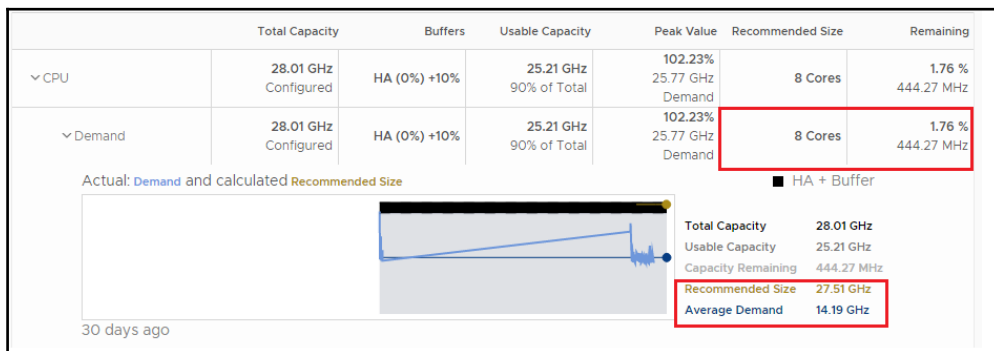 Total Capacity Buffers Usable Capacity Peak Value Recommended Size Remaining
CPU 28.01 GHz Configured HA (0%) +10% 25.21 GHz 90% of Total 102.23% 25.77 GHz Demand 8 Cores 1.76 % 444.27 MHz
Demand 28.01 GHz Configured HA (0%) +10% 25.21 GHz 90% of Total 102.23% 25.77 GHz Demand 8 Cores 1.76 % 444.27 MHz
Actual: Demand and calculated Recommended Size
HA + Buffer
Total Capacity 28.01 GHz
Usable Capacity 25.21 GHz
Capacity Remaining 444.27 MHz
Recommended Size 27.51 GHz
Average Demand 14.19 GHz
30 days ago